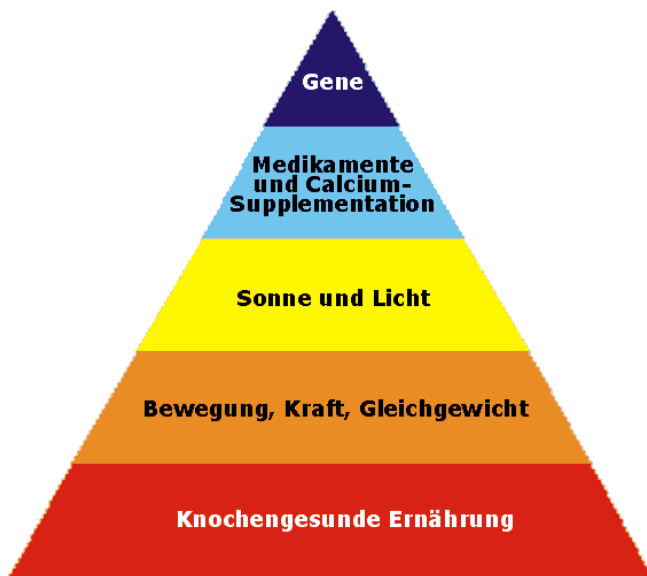 Gene
Medikamente
und Calcium-
Supplementation
Sonne und Licht
Bewegung, Kraft, Gleichgewicht
Knochengesunde Ernährung